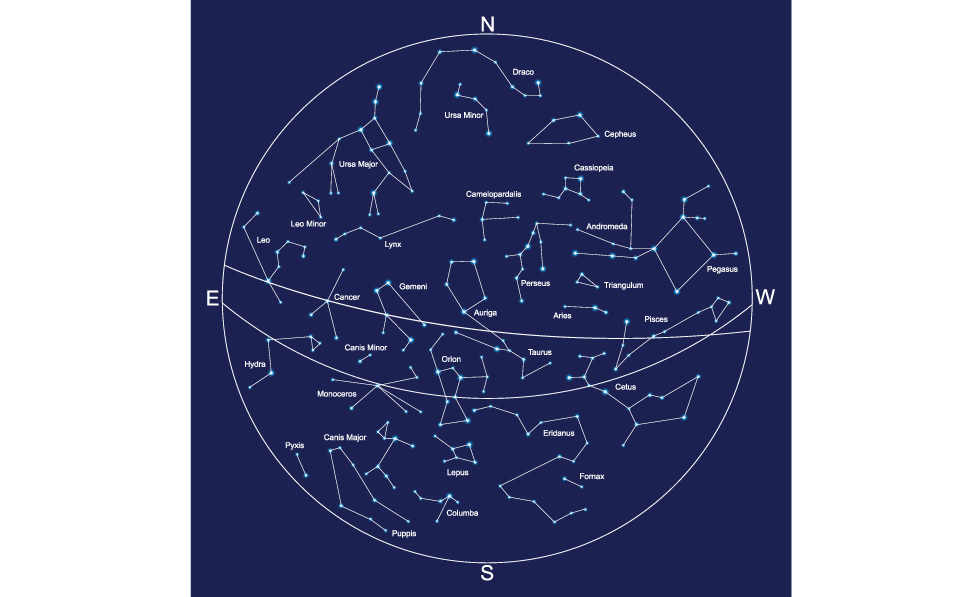 N
Draco
Ursa Minor
Cepheus
Ursa Major
Cassiopeia
Camelopardalis
Leo Minor
Andromeda
Leo
Lynx
Pegasus
Perseus
Triangulum
Gemeni
E
Cancer
W
Auriga
Aries
Pisces
Canis Minor
Orion
Taurus
Hydra
Monoceros
Cetus
Eridanus
Canis Major
Pyxis
Lepus
Fornax
Columba
Puppis
S